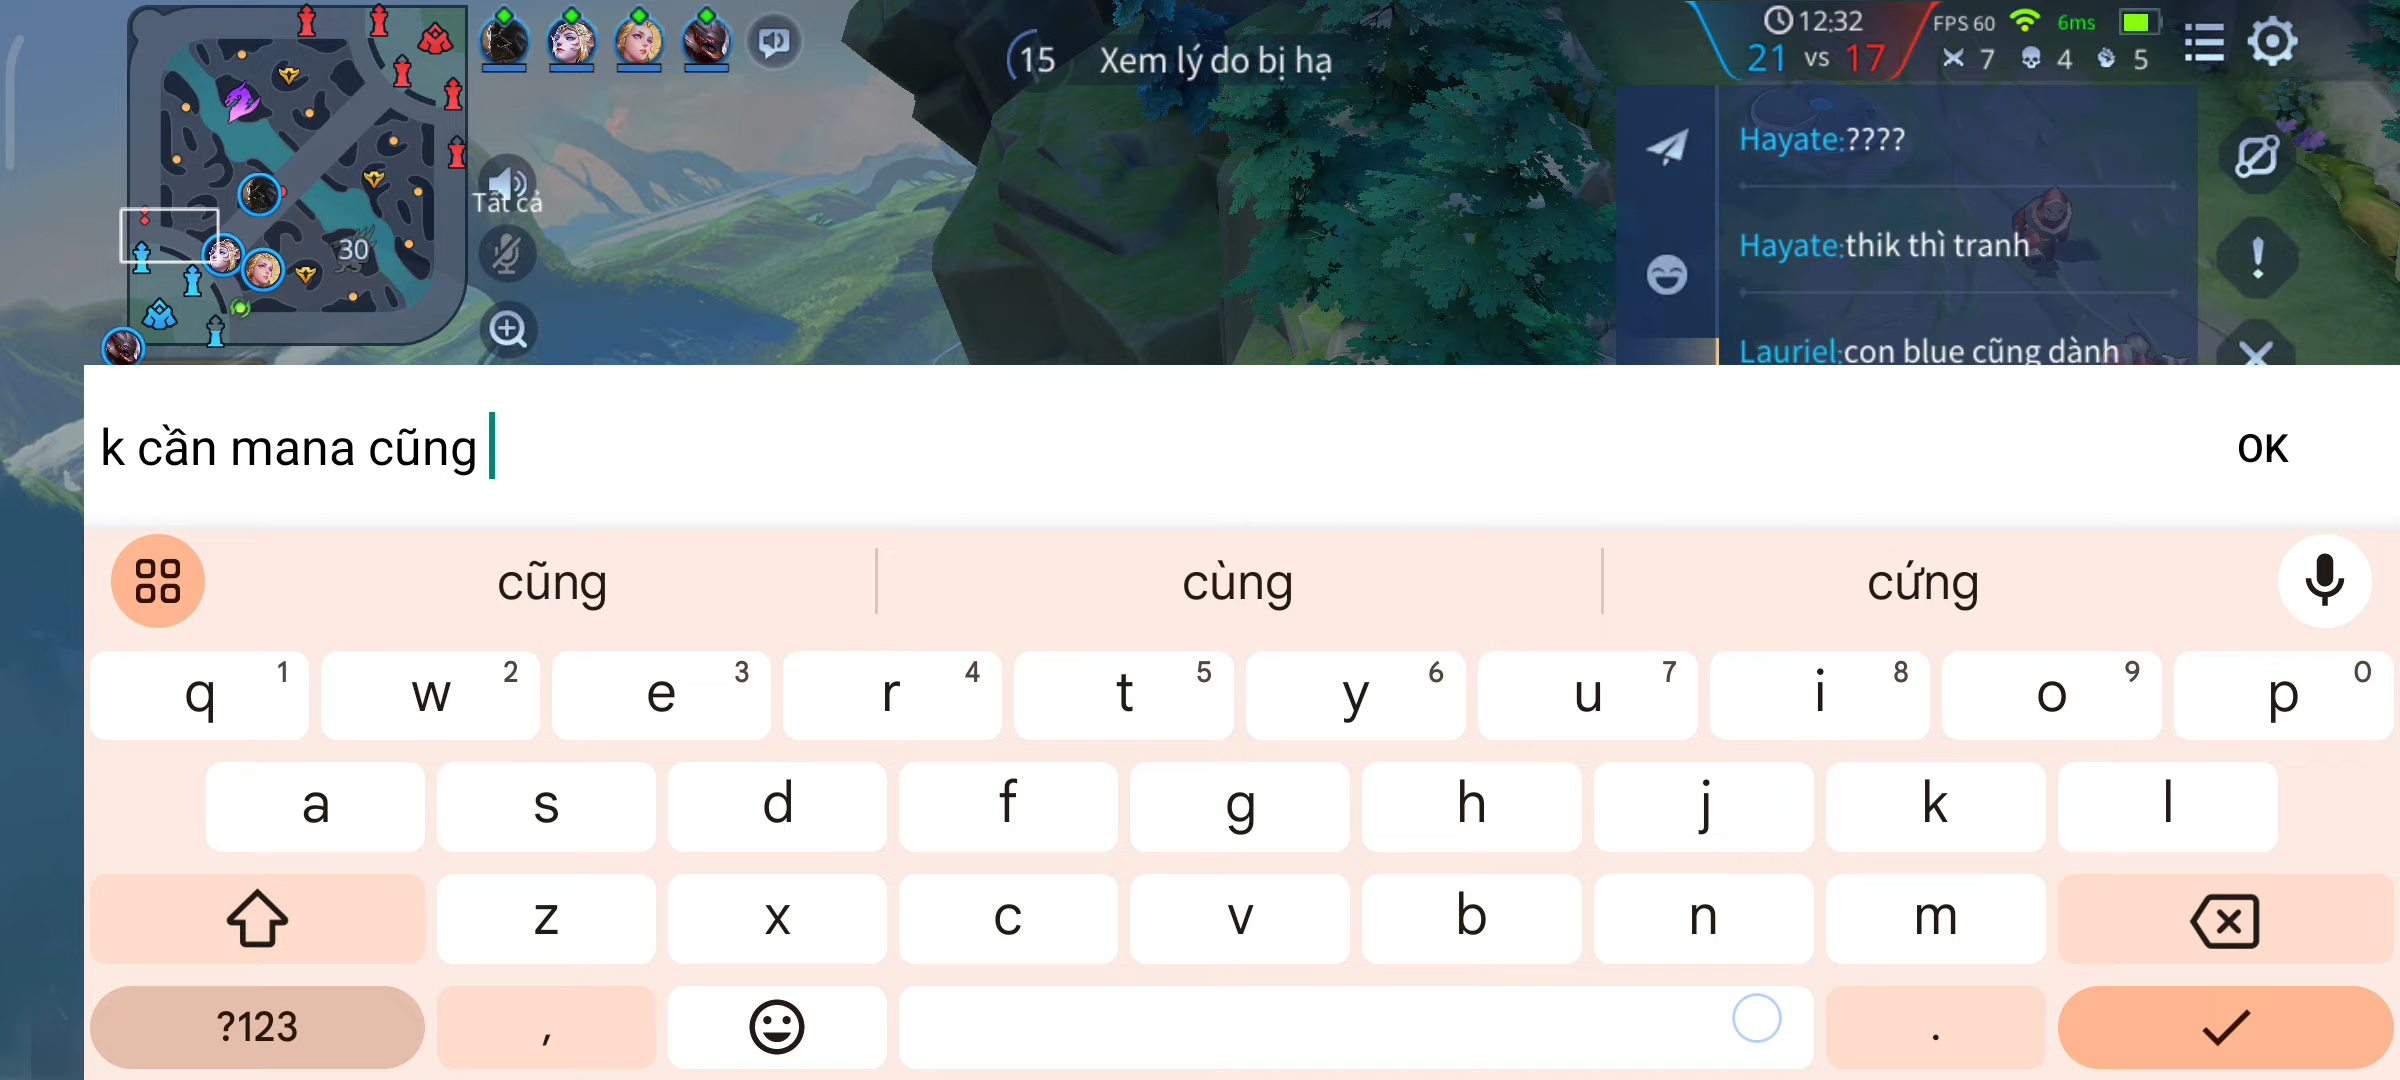 15 Xem lý do bị hạ
12:32
21 vs 17
FPS 60 6ms
7 4 5
Tất cả
30
Hayate:????
Hayate:thik thì tranh
Lauriel:con blue cũng dành
k cần mana cũng
OK
cũng cùng cứng
q 1 w 2 e 3 r 4 t 5 y 6 u 7 i 8 o 9 p 0
a s d f g h j k l
z x c v b n m
?123 , .